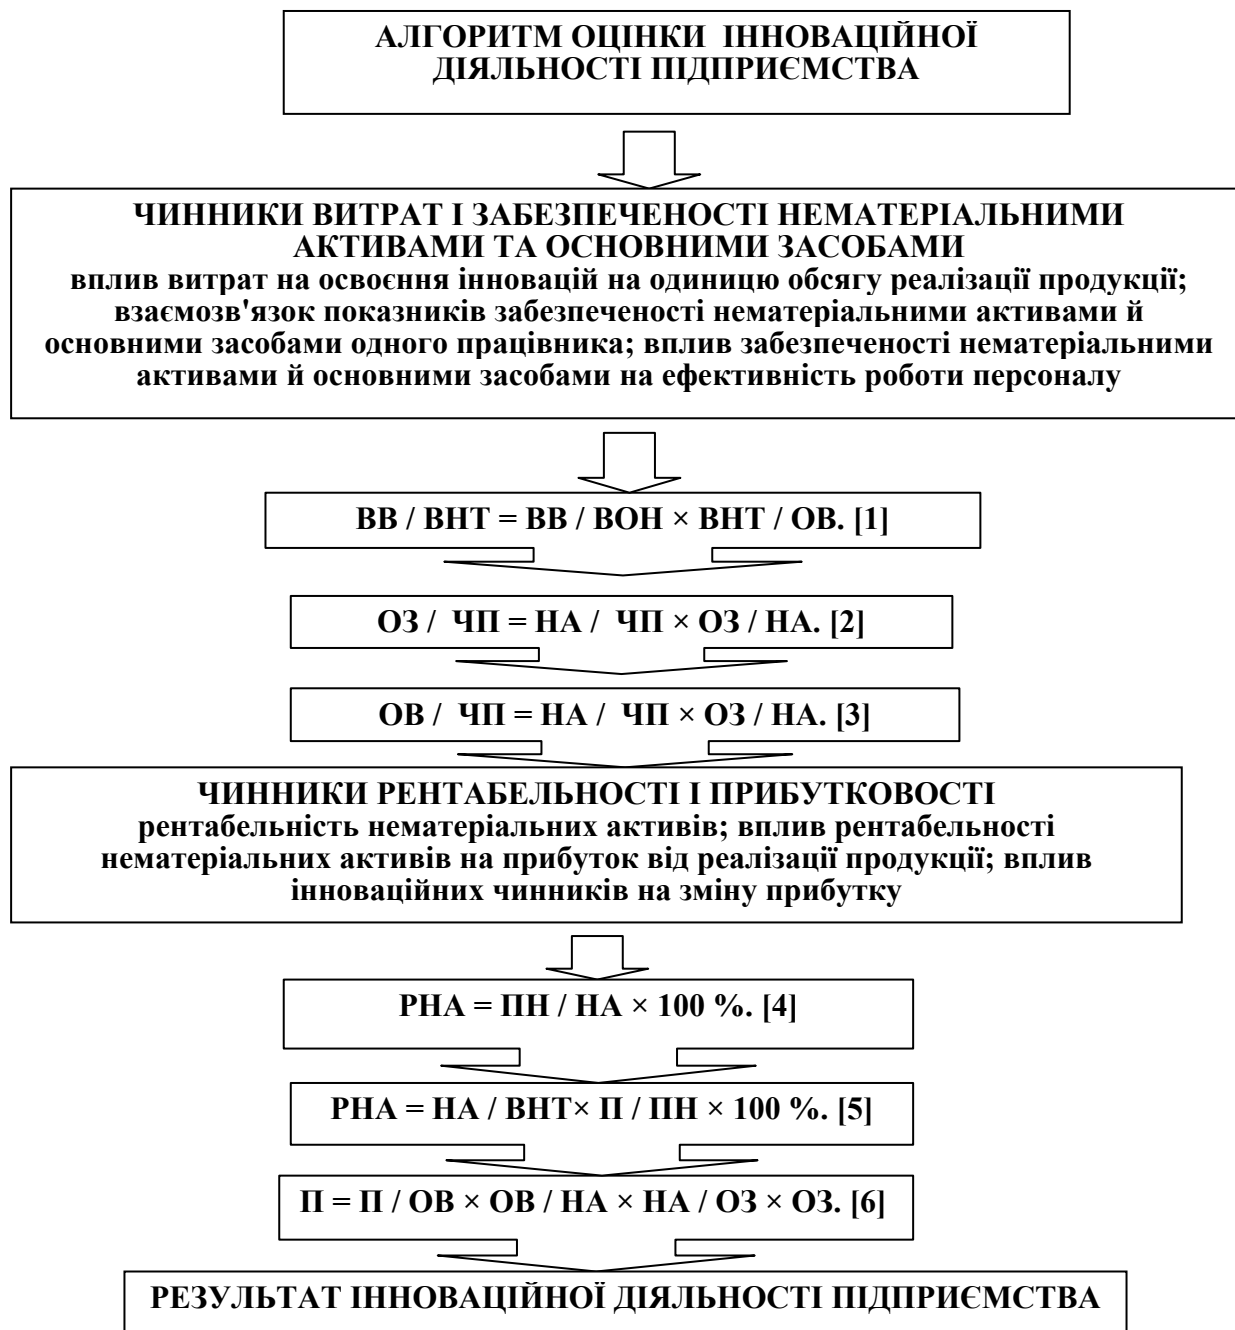 АЛГОРИТМ ОЦІНКИ ІННОВАЦІЙНОЇ
ДІЯЛЬНОСТІ ПІДПРИЄМСТВА
ЧИННИКИ ВИТРАТ І ЗАБЕЗПЕЧЕНОСТІ НЕМАТЕРІАЛЬНИМИ
АКТИВАМИ ТА ОСНОВНИМИ ЗАСОБАМИ
вплив витрат на освоєння інновацій на одиницю обсягу реалізації продукції;
взаємозв'язок показників забезпеченості нематеріальними активами й
основними засобами одного працівника; вплив забезпеченості нематеріальними
активами й основними засобами на ефективність роботи персоналу
ВВ / ВНТ = ВВ / ВОН × ВНТ / ОВ. [1]
ОЗ / ЧП = НА / ЧП × ОЗ / НА. [2]
ОВ / ЧП = НА / ЧП × ОЗ / НА. [3]
ЧИННИКИ РЕНТАБЕЛЬНОСТІ І ПРИБУТКОВОСТІ
рентабельність нематеріальних активів; вплив рентабельності
нематеріальних активів на прибуток від реалізації продукції; вплив
інноваційних чинників на зміну прибутку
РНА = ПН / НА × 100 %. [4]
РНА = НА / ВНТ× П / ПН × 100 %. [5]
П = П / ОВ × ОВ / НА × НА / ОЗ × ОЗ. [6]
РЕЗУЛЬТАТ ІННОВАЦІЙНОЇ ДІЯЛЬНОСТІ ПІДПРИЄМСТВА